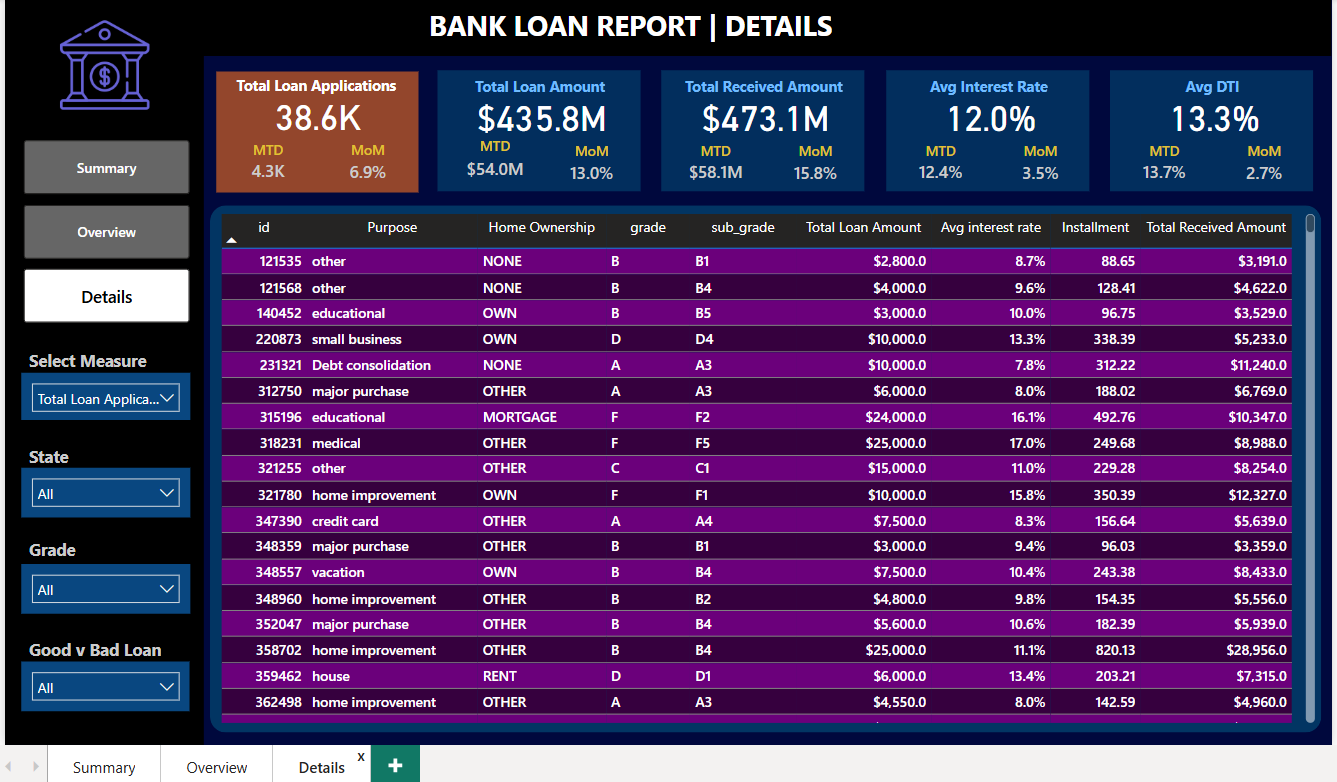 BANK LOAN REPORT | DETAILS
$
Total Loan Applications
38.6K
MTD MoM
4.3K 6.9%
Total Loan Amount
$435.8M
MTD MoM
$54.0M 13.0%
Total Received Amount
$473.1M
MTD MoM
$58.1M 15.8%
Avg Interest Rate
12.0%
MTD MoM
12.4% 3.5%
Avg DTI
13.3%
MTD MoM
13.7% 2.7%
Summary
Overview
Details
Select Measure
Total Loan Applica...
State
All
Grade
All
Good v Bad Loan
All
id Purpose Home Ownership grade sub_grade Total Loan Amount Avg interest rate Installment Total Received Amount
121535 other NONE B B1 $2,800.0 8.7% 88.65 $3,191.0
121568 other NONE B B4 $4,000.0 9.6% 128.41 $4,622.0
140452 educational OWN B B5 $3,000.0 10.0% 96.75 $3,529.0
220873 small business OWN D D4 $10,000.0 13.3% 338.39 $5,233.0
231321 Debt consolidation NONE A A3 $10,000.0 7.8% 312.22 $11,240.0
312750 major purchase OTHER A A3 $6,000.0 8.0% 188.02 $6,769.0
315196 educational MORTGAGE F F2 $24,000.0 16.1% 492.76 $10,347.0
318231 medical OTHER F F5 $25,000.0 17.0% 249.68 $8,988.0
321255 other OTHER C C1 $15,000.0 11.0% 229.28 $8,254.0
321780 home improvement OWN F F1 $10,000.0 15.8% 350.39 $12,327.0
347390 credit card OTHER A A4 $7,500.0 8.3% 156.64 $5,639.0
348359 major purchase OTHER B B1 $3,000.0 9.4% 96.03 $3,359.0
348557 vacation OWN B B4 $7,500.0 10.4% 243.38 $8,433.0
348960 home improvement OTHER B B2 $4,800.0 9.8% 154.35 $5,556.0
352047 major purchase OTHER B B4 $5,600.0 10.6% 182.39 $5,939.0
358702 home improvement OTHER B B4 $25,000.0 11.1% 820.13 $28,956.0
359462 house RENT D D1 $6,000.0 13.4% 203.21 $7,315.0
362498 home improvement OTHER A A3 $4,550.0 8.0% 142.59 $4,960.0
Summary Overview Details x +